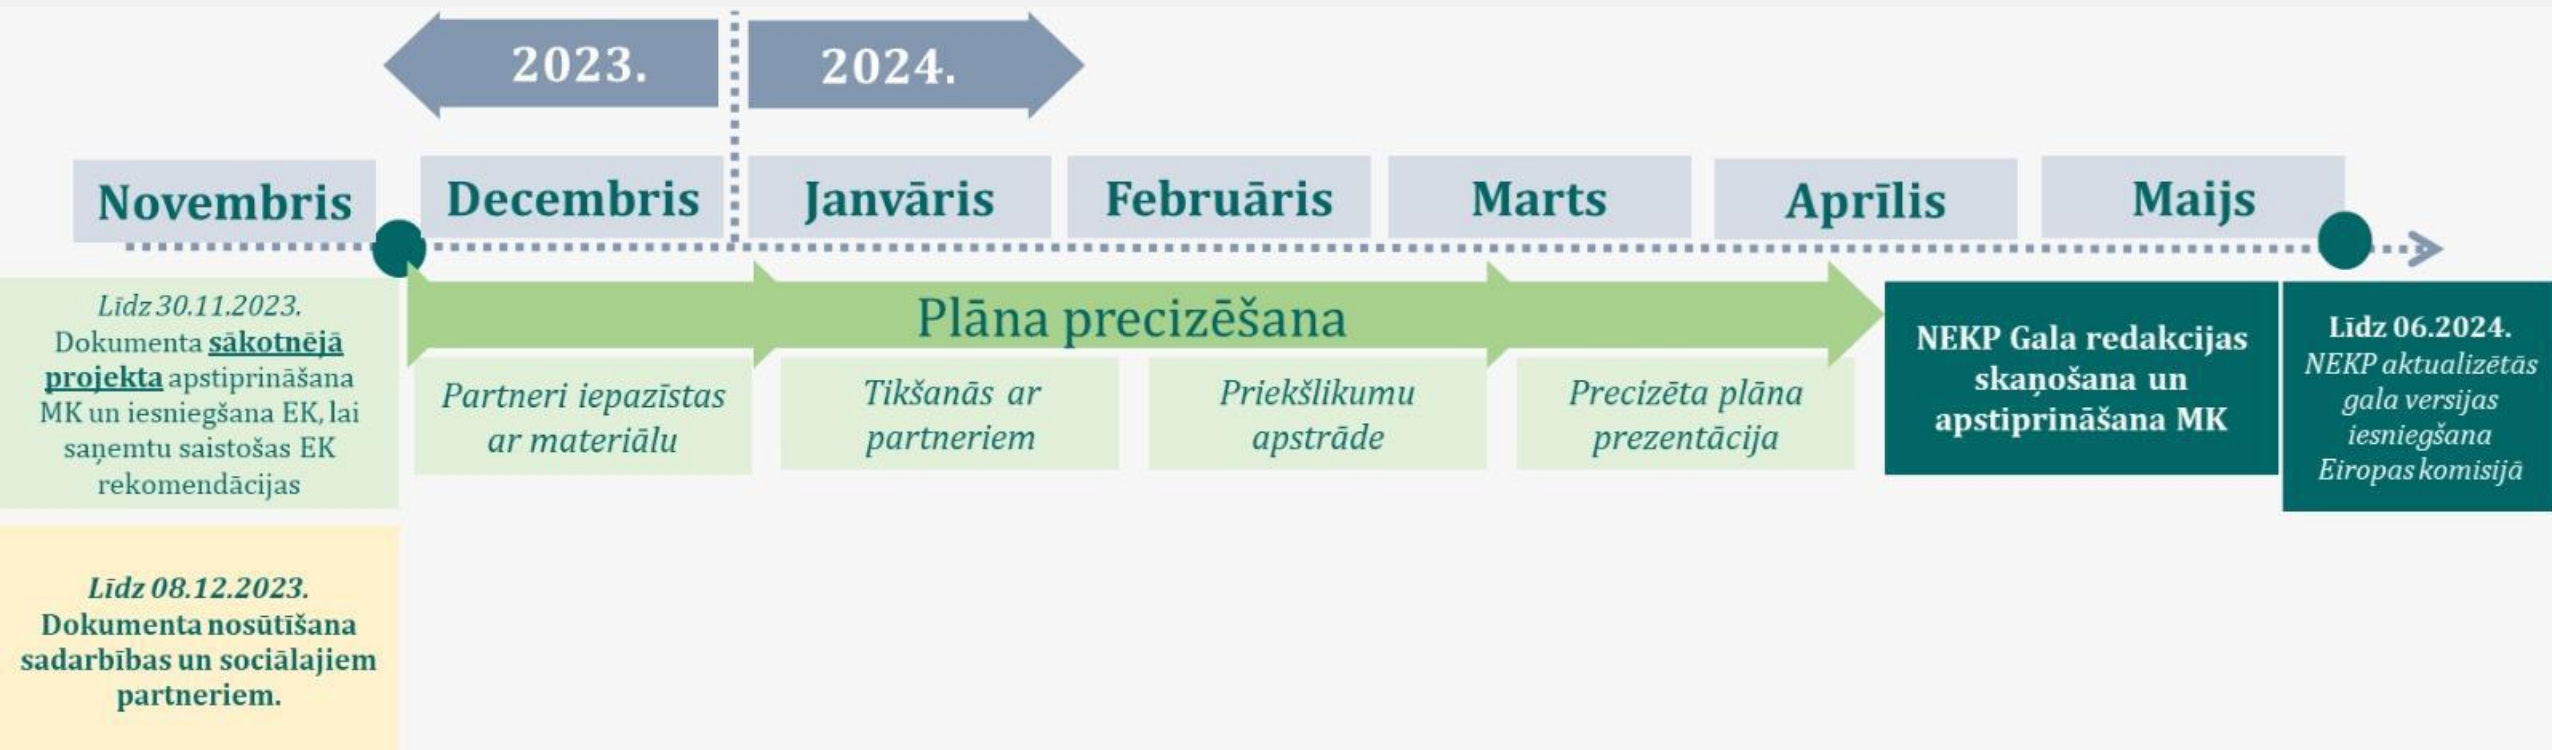 2023.
2024.
Novembris
Decembris
Janvāris
Februāris
Marts
Aprīlis
Maijs
Līdz 30.11.2023.
Dokumenta sākotnējā
projekta apstiprināšana
MK un iesniegšana EK, lai
saņemtu saistošas EK
rekomendācijas
Plāna precizēšana
Partneri iepazīstas
ar materiālu
Tikšanās ar
partneriem
Priekšlikumu
apstrāde
Precizēta plāna
prezentācija
NEKP Gala redakcijas
skaņošana un
apstiprināšana MK
Līdz 06.2024.
NEKP aktualizētās
gala versijas
iesniegšana
Eiropas komisijā
Līdz 08.12.2023.
Dokumenta nosūtīšana
sadarbības un sociālajiem
partneriem.